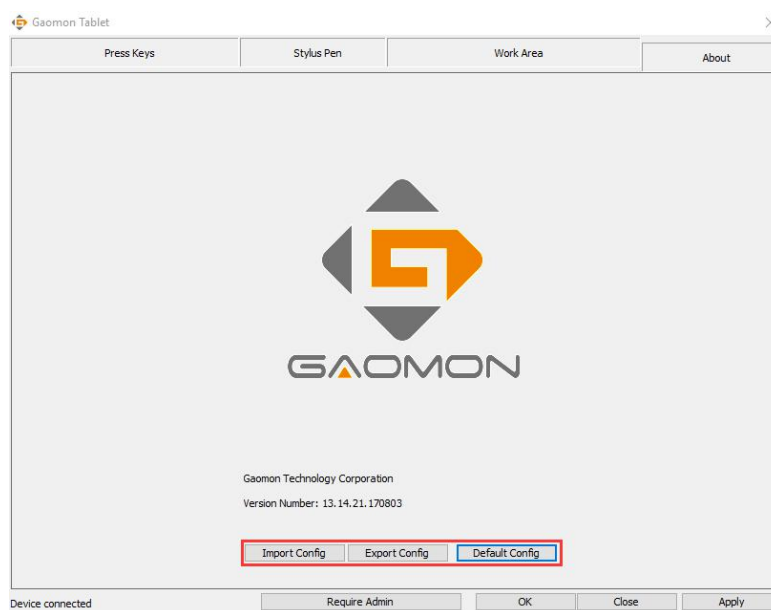 Gaomon Tablet
Press Keys Stylus Pen Work Area About
GAOMON
Gaomon Technology Corporation
Version Number: 13.14.21.170803
Import Config Export Config Default Config
Device connected Require Admin OK Close Apply